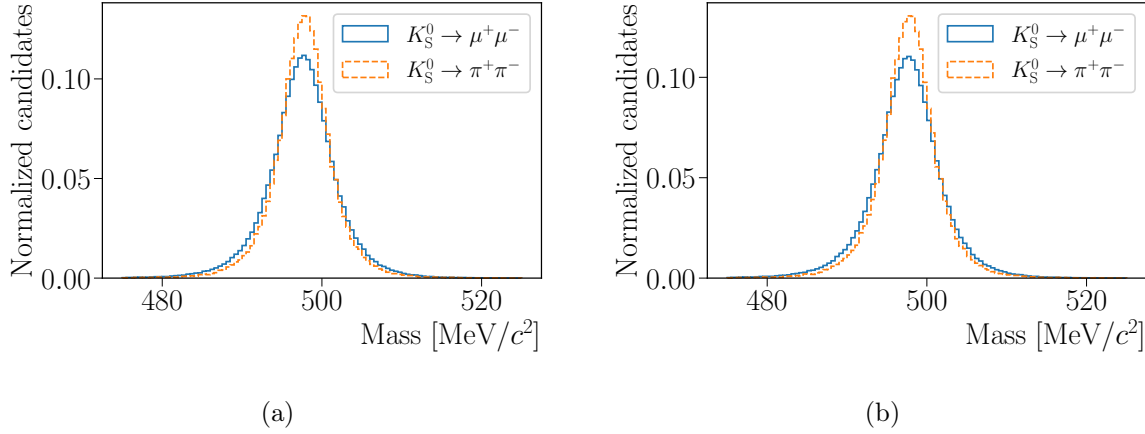 Normalized candidates
0.10
0.05
0.00
480
500
520
Mass [MeV/c²]
K⁰_S → μ⁺μ⁻
K⁰_S → π⁺π⁻
(a)
Normalized candidates
0.10
0.05
0.00
480
500
520
Mass [MeV/c²]
K⁰_S → μ⁺μ⁻
K⁰_S → π⁺π⁻
(b)